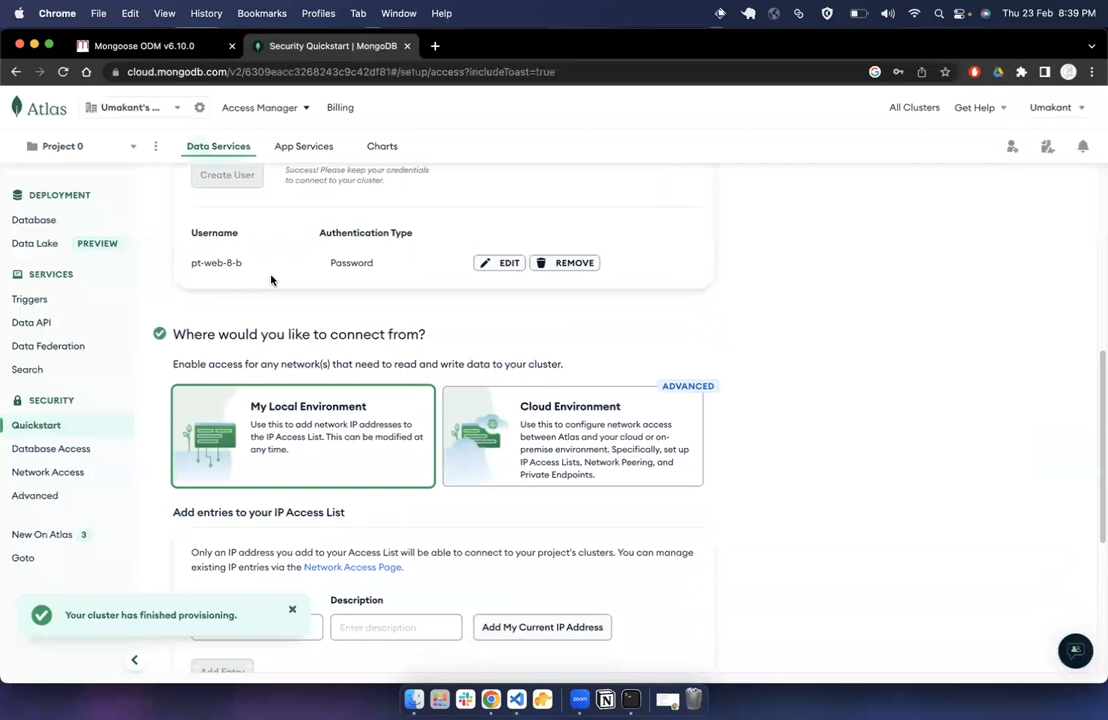 Chrome File Edit View History Bookmarks Profiles Tab Window Help Thu 23 Feb 8:39 PM
Mongoose ODM v6.10.0 Security Quickstart | MongoDB
cloud.mongodb.com/v2/6309eacc3268243c9c42df81#/setup/access?includeToast=true
Atlas Umakant's ... Access Manager Billing All Clusters Get Help Umakant
Project 0 Data Services App Services Charts
DEPLOYMENT
Database
Data Lake PREVIEW
SERVICES
Triggers
Data API
Data Federation
Search
SECURITY
Quickstart
Database Access
Network Access
Advanced
New On Atlas 3
Goto
Create User
Success! Please keep your credentials
to connect to your cluster.
Username Authentication Type
pt-web-8-b Password EDIT REMOVE
Where would you like to connect from?
Enable access for any network(s) that need to read and write data to your cluster.
ADVANCED
My Local Environment
Use this to add network IP addresses to
the IP Access List. This can be modified at
any time.
Cloud Environment
Use this to configure network access
between Atlas and your cloud or on-
premise environment. Specifically, set up
IP Access Lists, Network Peering, and
Private Endpoints.
Add entries to your IP Access List
Only an IP address you add to your Access List will be able to connect to your project's clusters. You can manage
existing IP entries via the Network Access Page.
Description
Enter description Add My Current IP Address
Add Entry
Your cluster has finished provisioning.
zoom